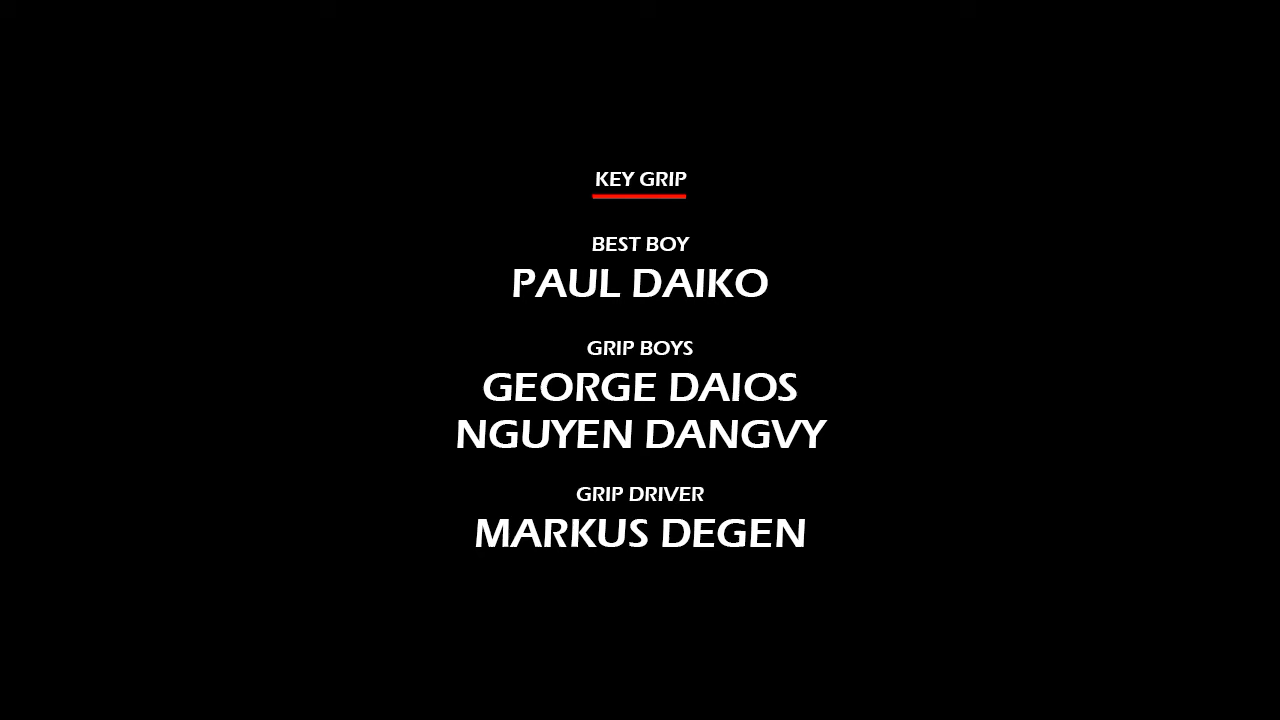 KEY GRIP
BEST BOY
PAUL DAIKO
GRIP BOYS
GEORGE DAIOS
NGUYEN DANGVY
GRIP DRIVER
MARKUS DEGEN